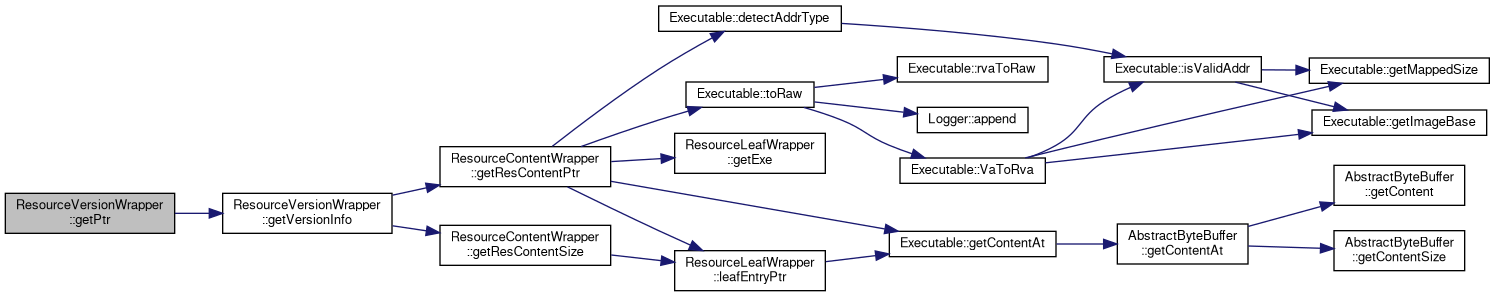 ResourceVersionWrapper
::getPtr
ResourceVersionWrapper
::getVersionInfo
ResourceContentWrapper
::getResContentPtr
ResourceContentWrapper
::getResContentSize
Executable::detectAddrType
Executable::toRaw
ResourceLeafWrapper
::getExe
ResourceLeafWrapper
::leafEntryPtr
Executable::rvaToRaw
Logger::append
Executable::VaToRva
Executable::getContentAt
Executable::isValidAddr
AbstractByteBuffer
::getContentAt
Executable::getMappedSize
Executable::getImageBase
AbstractByteBuffer
::getContent
AbstractByteBuffer
::getContentSize